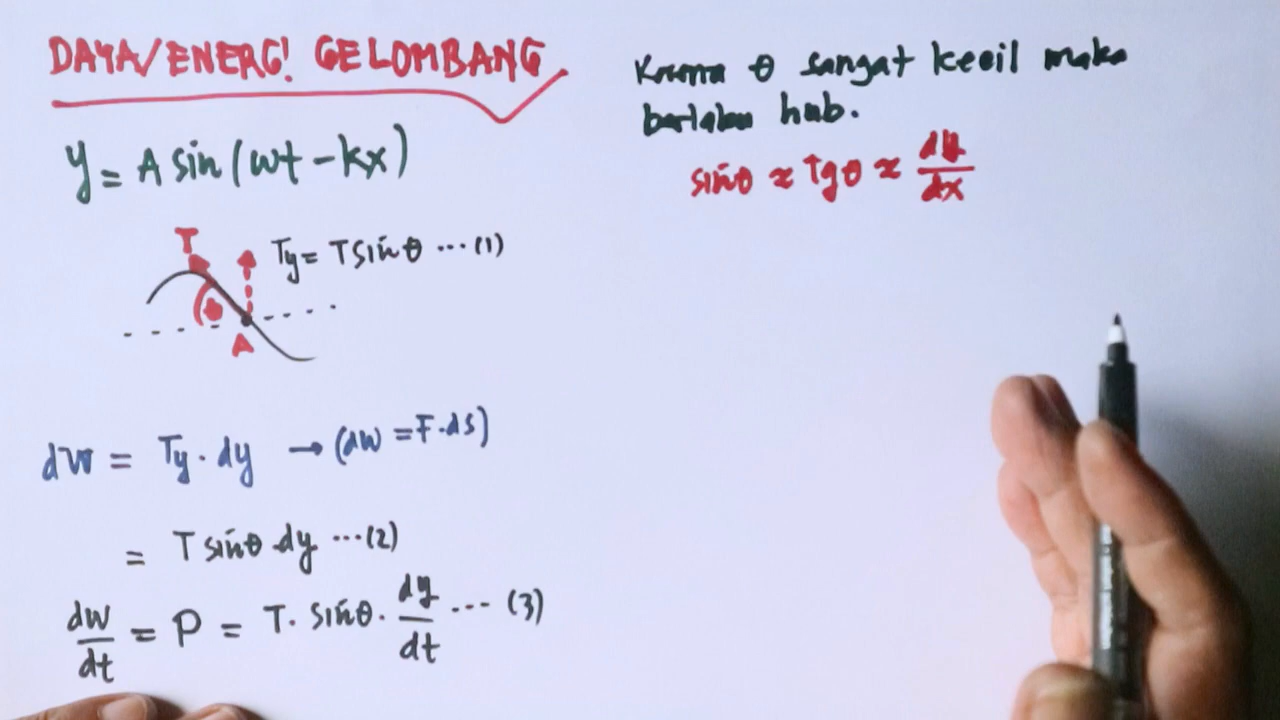 DAYA/ENERGI GELOMBANG
y = A sin (ωt - kx)
T
Ty = T sin θ ... (1)
θ
A
dW = Ty . dy → (dW = F . ds)
= T sin θ dy ... (2)
dW/dt = P = T. sin θ . dy/dt ... (3)
Karena θ sangat kecil maka
berlaku hub.
sin θ ≈ Tg θ ≈ dy/dx